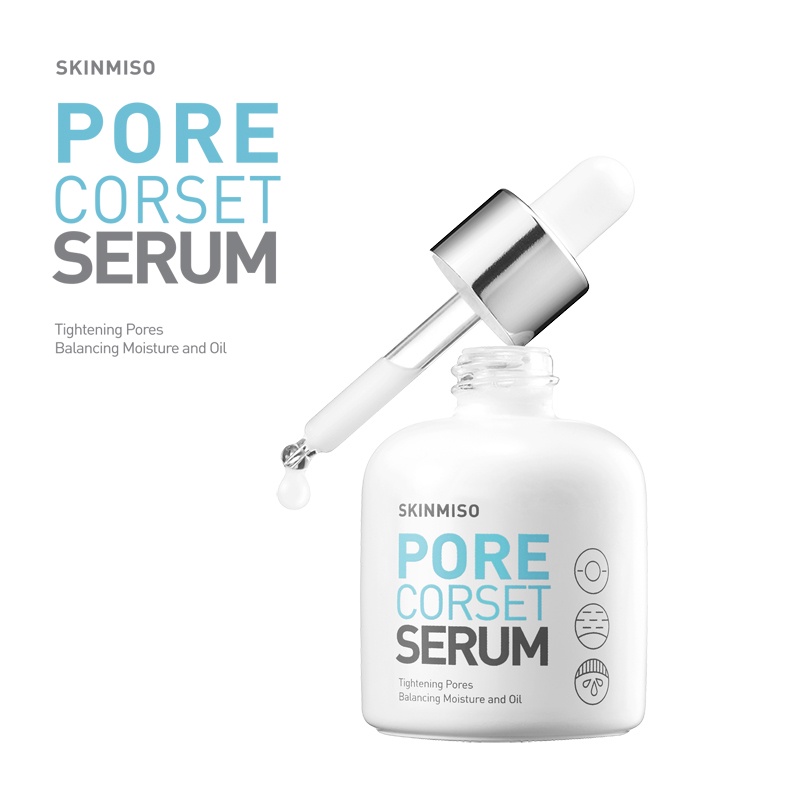 SKINMISO
PORE
CORSET
SERUM
Tightening Pores
Balancing Moisture and Oil
SKINMISO
PORE
CORSET
SERUM
Tightening Pores
Balancing Moisture and Oil